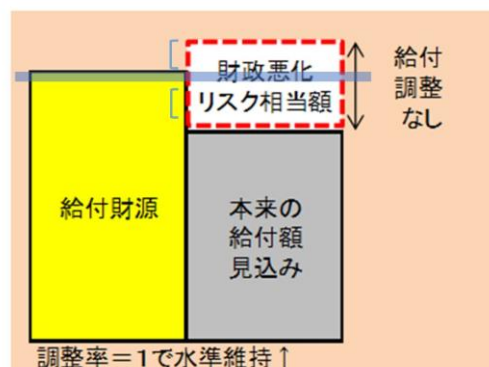 財政悪化
リスク相当額
給付
調整
なし
給付財源
本来の
給付額
見込み
調整率＝1で水準維持↑